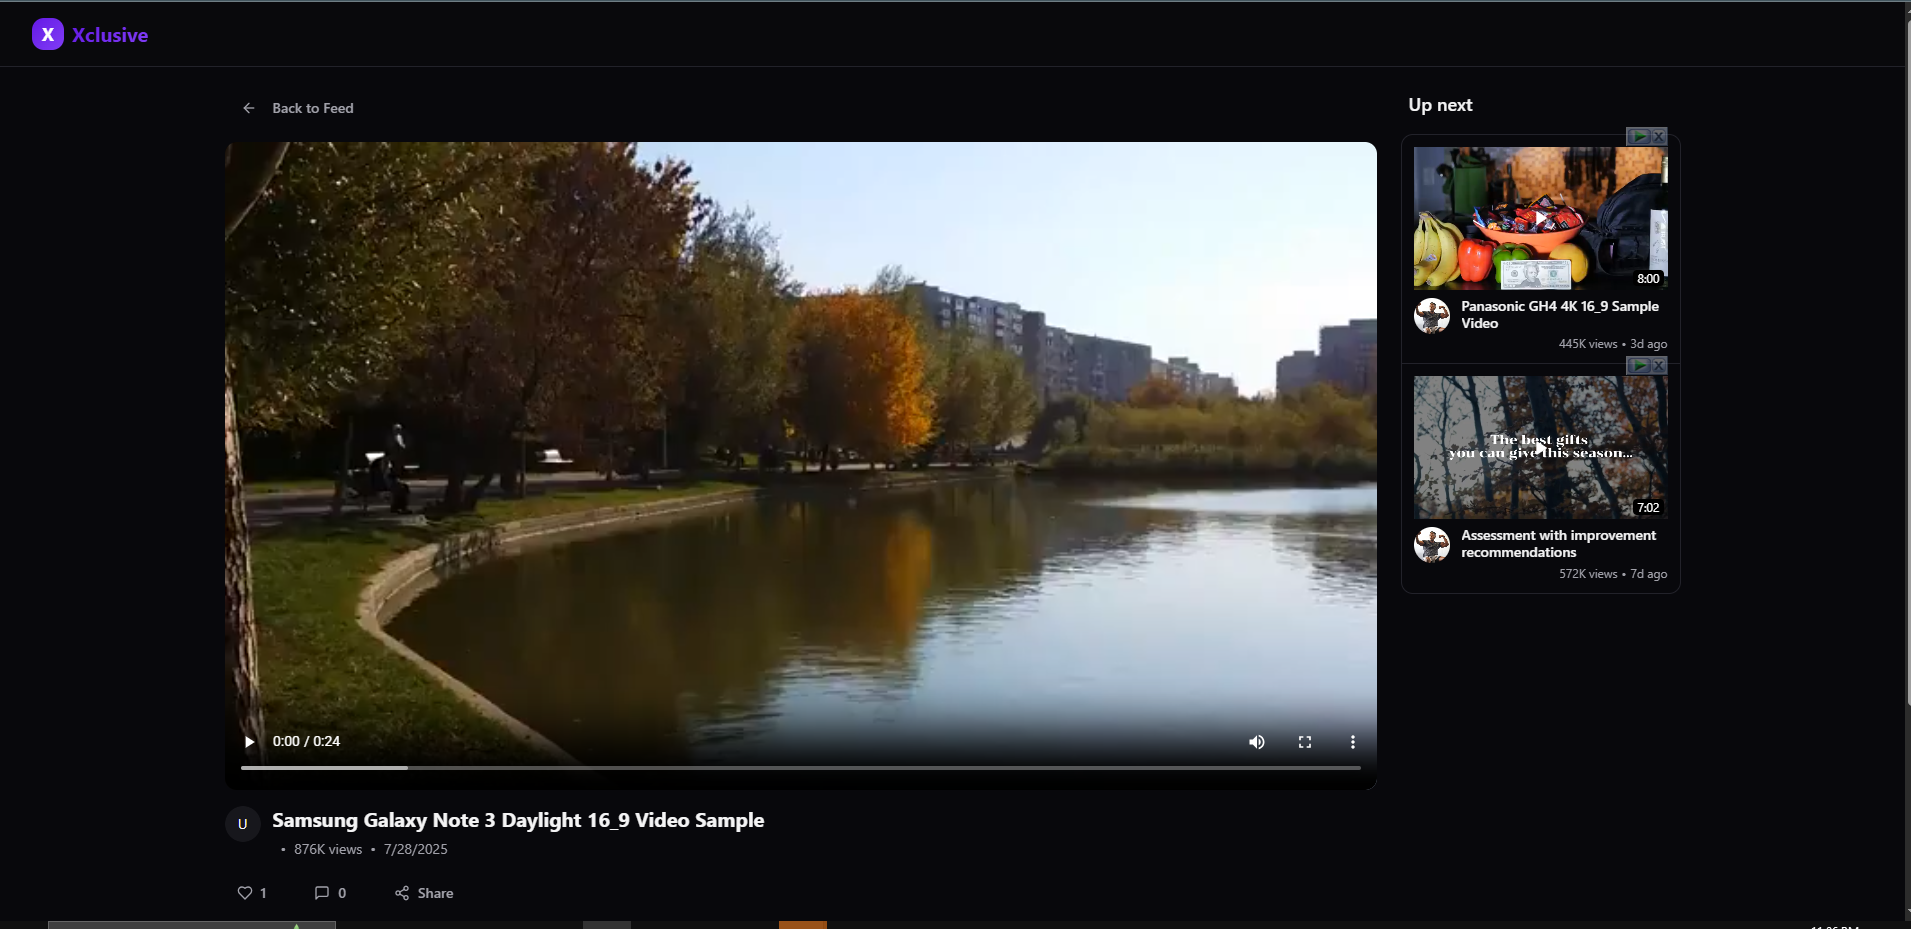 X Xclusive
Back to Feed
0:00 / 0:24
U
Samsung Galaxy Note 3 Daylight 16_9 Video Sample
• 876K views • 7/28/2025
1
0
Share
Up next
X
8:00
Panasonic GH4 4K 16_9 Sample
Video
445K views • 3d ago
X
The best gifts
you can give this season...
7:02
Assessment with improvement
recommendations
572K views • 7d ago